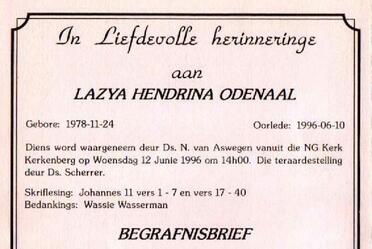 In Liefdevolle herinneringe
aan
LAZYA HENDRINA ODENAAL
Gebore: 1978-11-24 Oorlede: 1996-06-10
Diens word waargeneem deur Ds. N. van Aswegen vanuit die NG Kerk
Kerkenberg op Woensdag 12 Junie 1996 om 14h00. Die teraardestelling
deur Ds. Scherrer.
Skriflesing: Johannes 11 vers 1 - 7 en vers 17 - 40
Bedankings: Wassie Wasserman
BEGRAFNISBRIEF